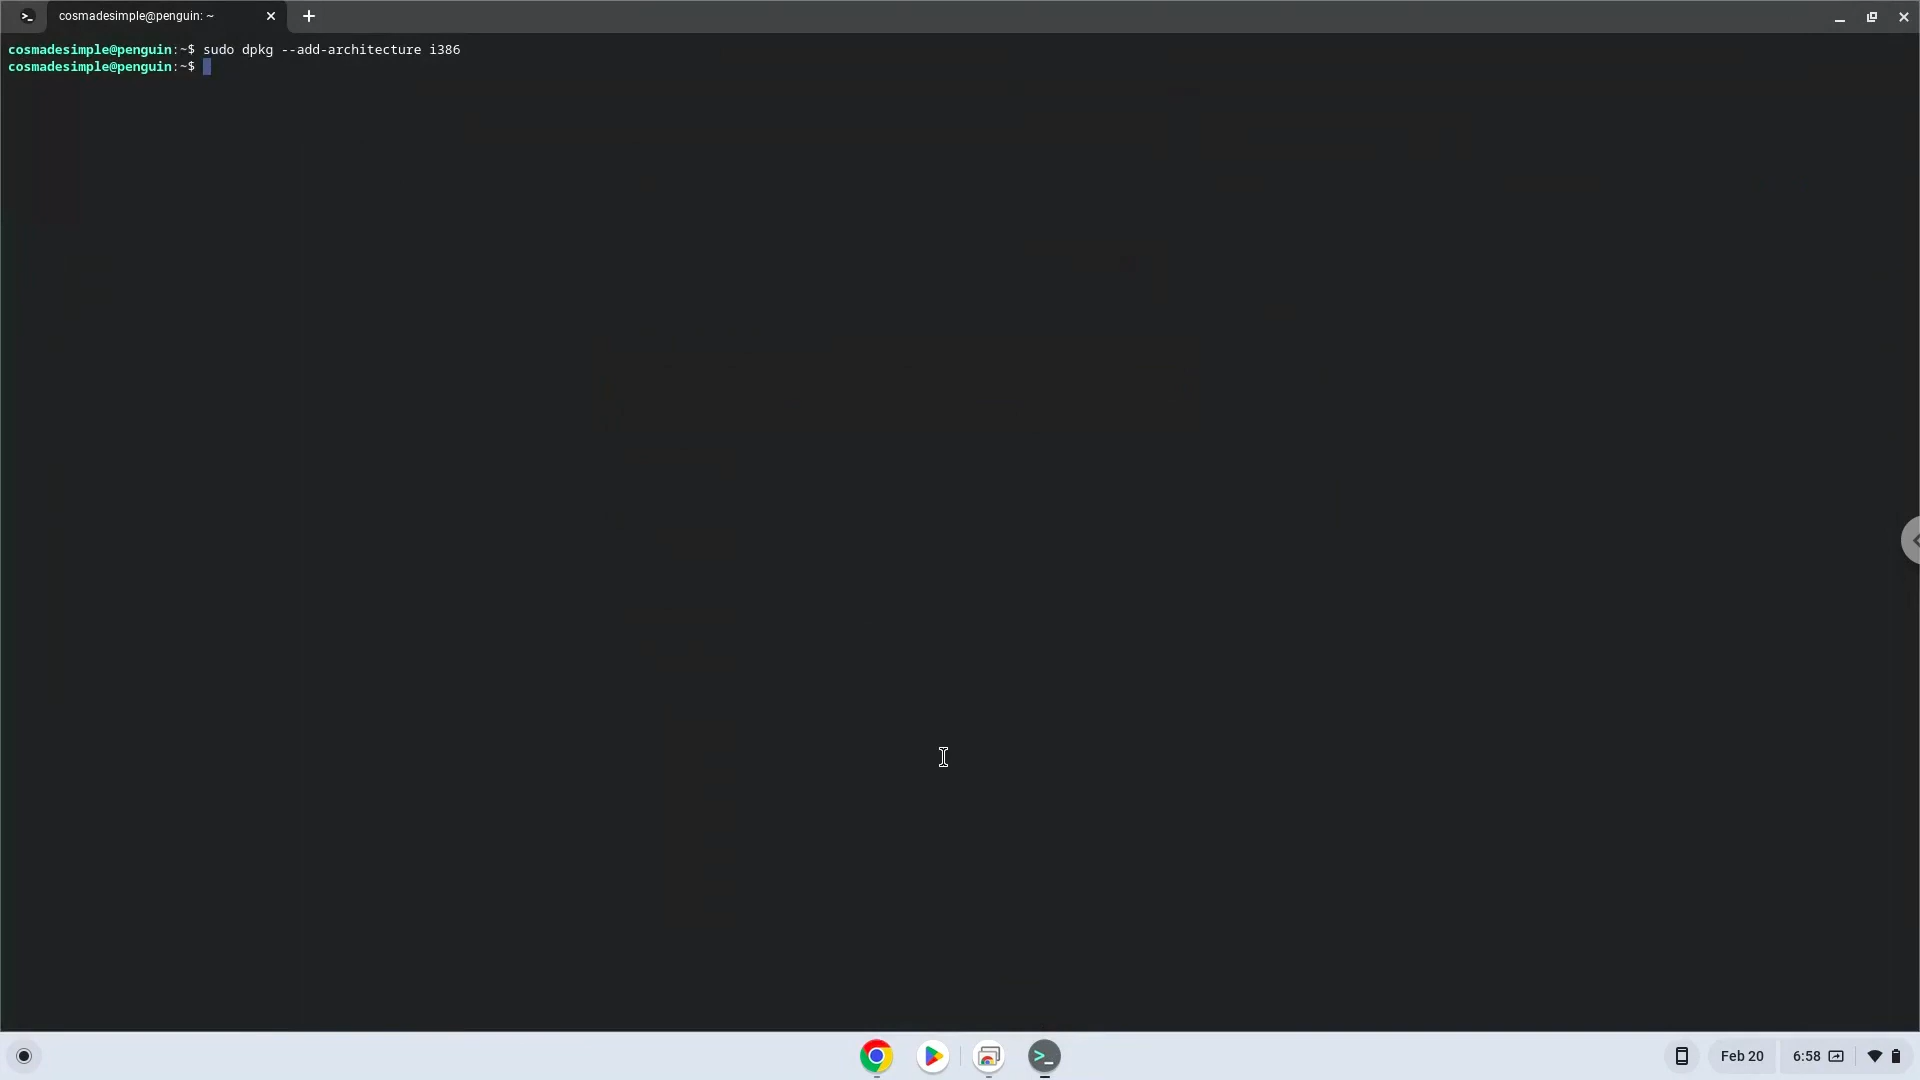 cosmadesimple@penguin: ~
cosmadesimple@penguin:~$ sudo dpkg --add-architecture i386
cosmadesimple@penguin:~$
Feb 20
6:58